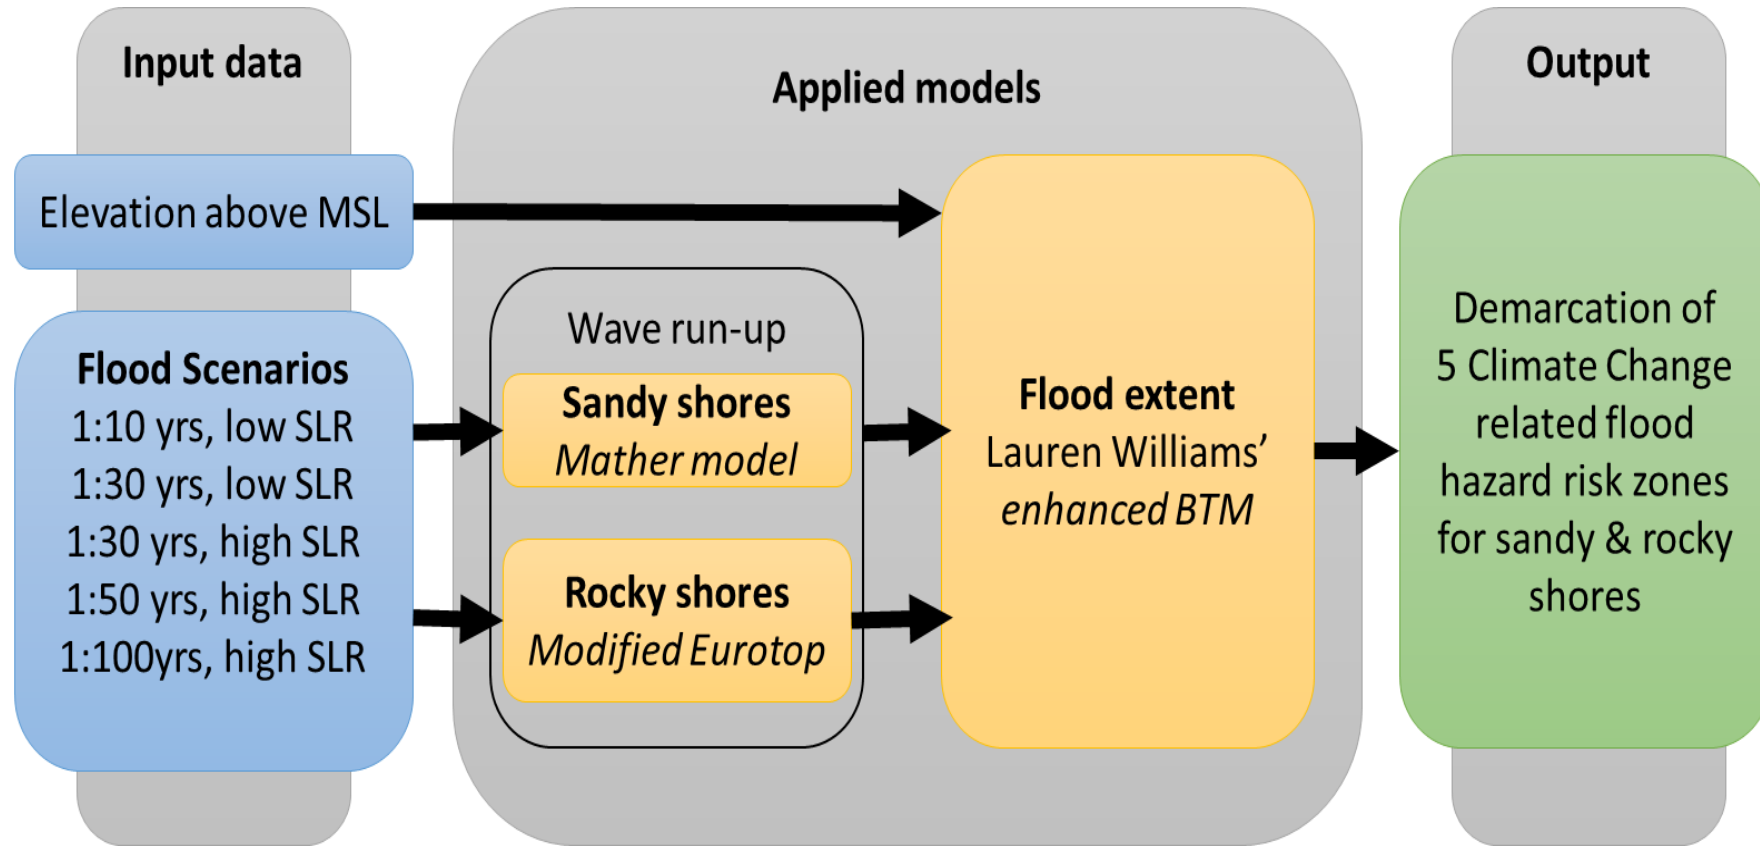 Input data
Elevation above MSL
Flood Scenarios
1:10 yrs, low SLR
1:30 yrs, low SLR
1:30 yrs, high SLR
1:50 yrs, high SLR
1:100yrs, high SLR
Applied models
Wave run-up
Sandy shores
Mather model
Rocky shores
Modified Eurotop
Flood extent
Lauren Williams’
enhanced BTM
Output
Demarcation of
5 Climate Change
related flood
hazard risk zones
for sandy & rocky
shores